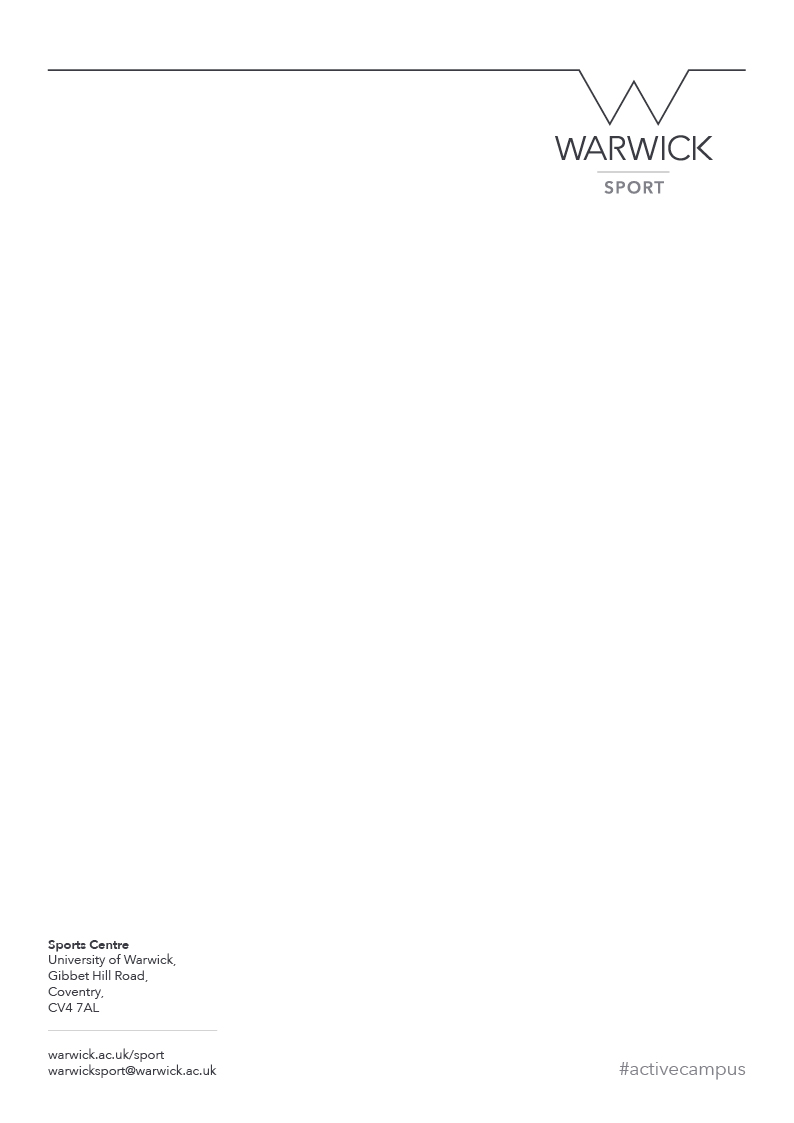 WARWICK
SPORT
Sports Centre
University of Warwick,
Gibbet Hill Road,
Coventry,
CV4 7AL
warwick.ac.uk/sport
warwicksport@warwick.ac.uk
#activecampus